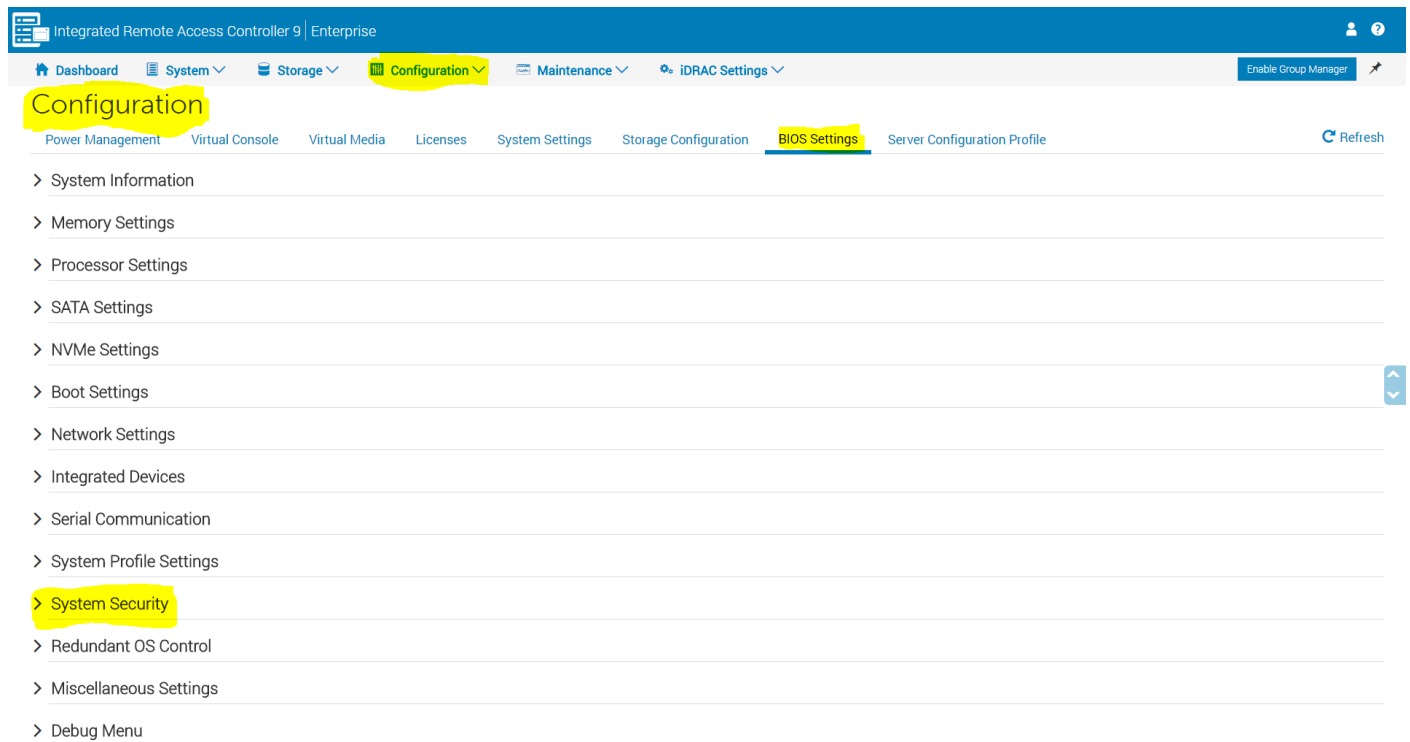 Integrated Remote Access Controller 9 | Enterprise
Dashboard System Storage Configuration Maintenance iDRAC Settings Enable Group Manager
Configuration
Power Management Virtual Console Virtual Media Licenses System Settings Storage Configuration BIOS Settings Server Configuration Profile Refresh
System Information
Memory Settings
Processor Settings
SATA Settings
NVMe Settings
Boot Settings
Network Settings
Integrated Devices
Serial Communication
System Profile Settings
System Security
Redundant OS Control
Miscellaneous Settings
Debug Menu